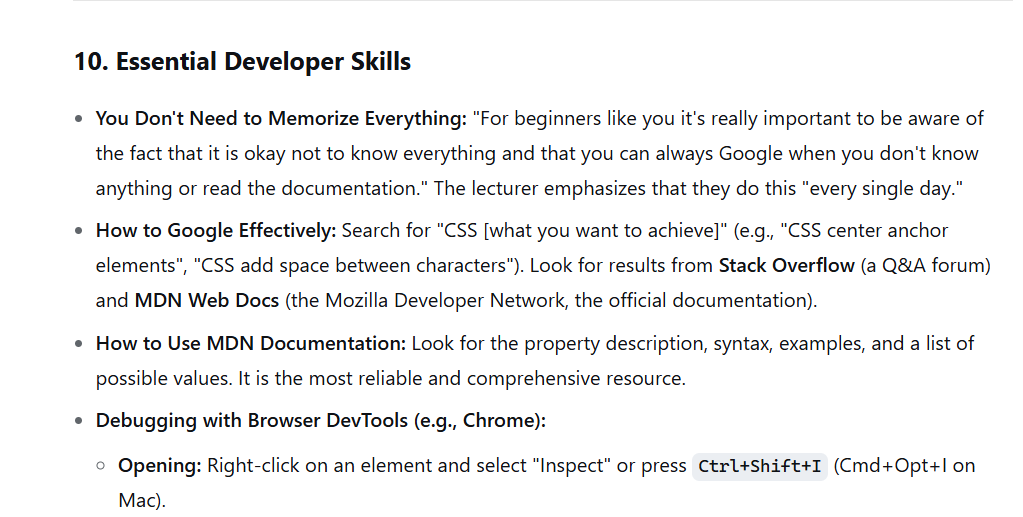 10. Essential Developer Skills
• You Don't Need to Memorize Everything: "For beginners like you it's really important to be aware of
the fact that it is okay not to know everything and that you can always Google when you don't know
anything or read the documentation." The lecturer emphasizes that they do this "every single day."
• How to Google Effectively: Search for "CSS [what you want to achieve]" (e.g., "CSS center anchor
elements", "CSS add space between characters"). Look for results from Stack Overflow (a Q&A forum)
and MDN Web Docs (the Mozilla Developer Network, the official documentation).
• How to Use MDN Documentation: Look for the property description, syntax, examples, and a list of
possible values. It is the most reliable and comprehensive resource.
• Debugging with Browser DevTools (e.g., Chrome):
○ Opening: Right-click on an element and select "Inspect" or press Ctrl+Shift+I (Cmd+Opt+I on
Mac).